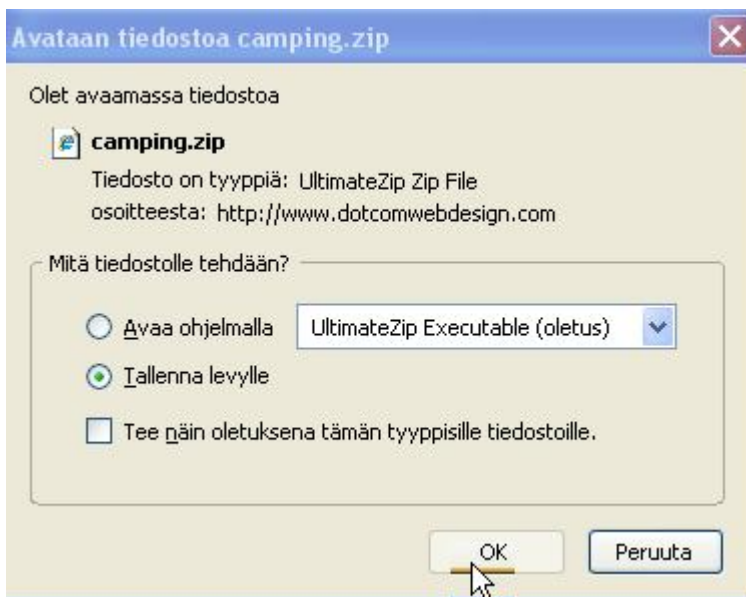 Avataan tiedostoa camping.zip
Olet avaamassa tiedostoa
camping.zip
Tiedosto on tyyppiä: UltimateZip Zip File
osoitteesta: http://www.dotcomwebdesign.com
Mitä tiedostolle tehdään?
Avaa ohjelmalla UltimateZip Executable (oletus)
Tallenna levylle
Tee näin oletuksena tämän tyyppisille tiedostoille.
OK Peruuta